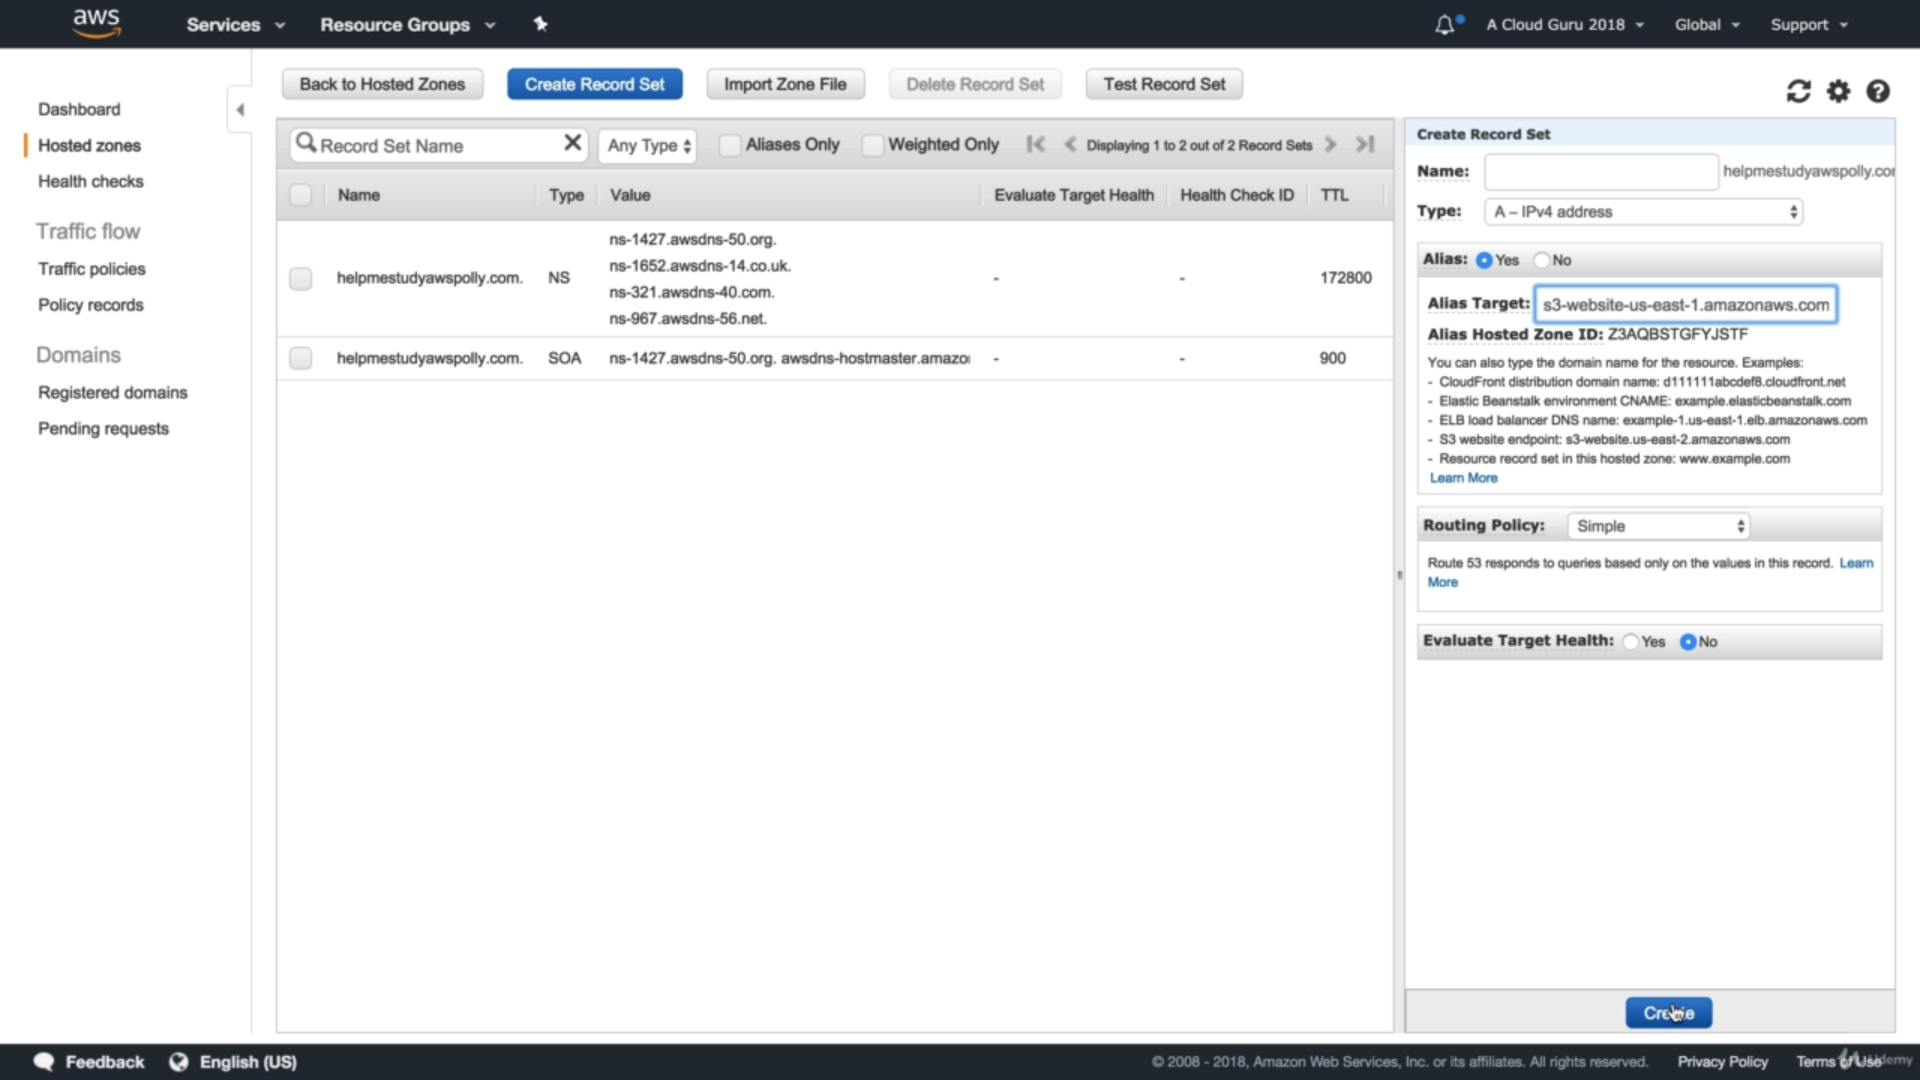 aws
Services
Resource Groups
A Cloud Guru 2018
Global
Support
Dashboard
Hosted zones
Health checks
Traffic flow
Traffic policies
Policy records
Domains
Registered domains
Pending requests
Back to Hosted Zones
Create Record Set
Import Zone File
Delete Record Set
Test Record Set
Record Set Name
Any Type
Aliases Only
Weighted Only
Displaying 1 to 2 out of 2 Record Sets
Name Type Value Evaluate Target Health Health Check ID TTL
helpmestudyawspolly.com. NS
ns-1427.awsdns-50.org.
ns-1652.awsdns-14.co.uk.
ns-321.awsdns-40.com.
ns-967.awsdns-56.net.
- - 172800
helpmestudyawspolly.com. SOA ns-1427.awsdns-50.org. awsdns-hostmaster.amazo - - 900
Create Record Set
Name: helpmestudyawspolly.com
Type: A – IPv4 address
Alias: Yes No
Alias Target: s3-website-us-east-1.amazonaws.com
Alias Hosted Zone ID: Z3AQBSTGFYJSTF
You can also type the domain name for the resource. Examples:
- CloudFront distribution domain name: d111111abcdef8.cloudfront.net
- Elastic Beanstalk environment CNAME: example.elasticbeanstalk.com
- ELB load balancer DNS name: example-1.us-east-1.elb.amazonaws.com
- S3 website endpoint: s3-website.us-east-2.amazonaws.com
- Resource record set in this hosted zone: www.example.com
Learn More
Routing Policy: Simple
Route 53 responds to queries based only on the values in this record. Learn
More
Evaluate Target Health: Yes No
Create
Feedback
English (US)
© 2008 - 2018, Amazon Web Services, Inc. or its affiliates. All rights reserved.
Privacy Policy
Terms of Use
Udemy